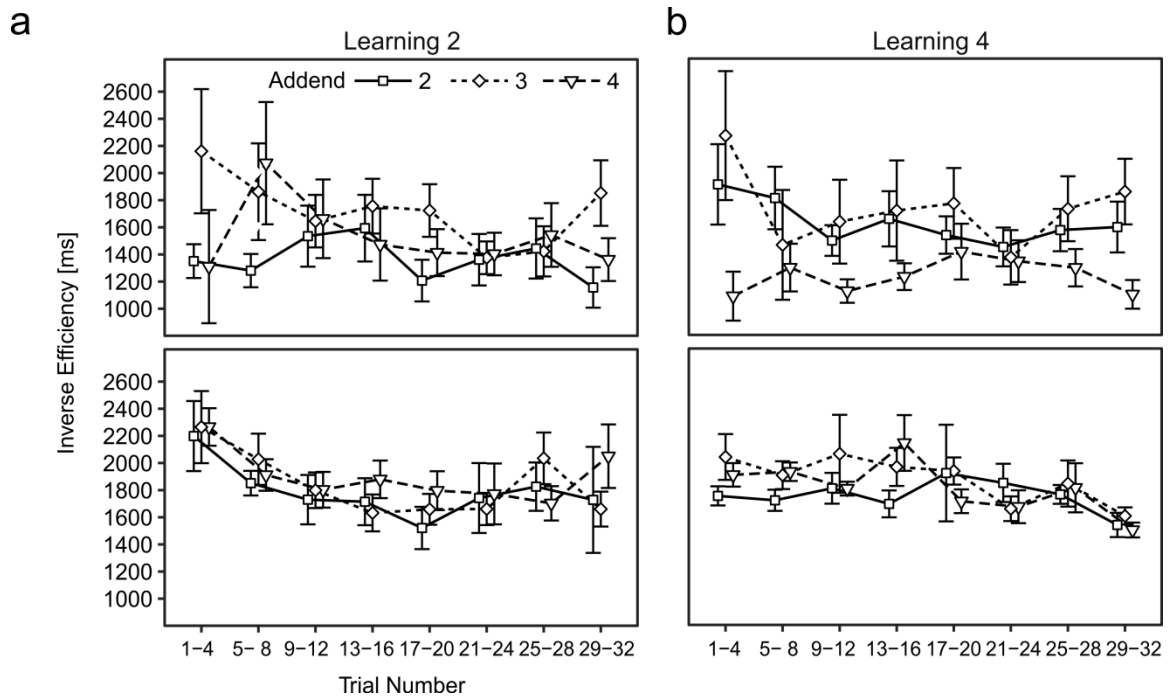 a
b
Learning 2
Learning 4
Addend 2 3 4
2600
2400
2200
2000
1800
1600
1400
1200
1000
2600
2400
2200
2000
1800
1600
1400
1200
1000
Inverse Efficiency [ms]
1−4 5− 8 9−12 13−16 17−20 21−24 25−28 29−32
1−4 5− 8 9−12 13−16 17−20 21−24 25−28 29−32
Trial Number